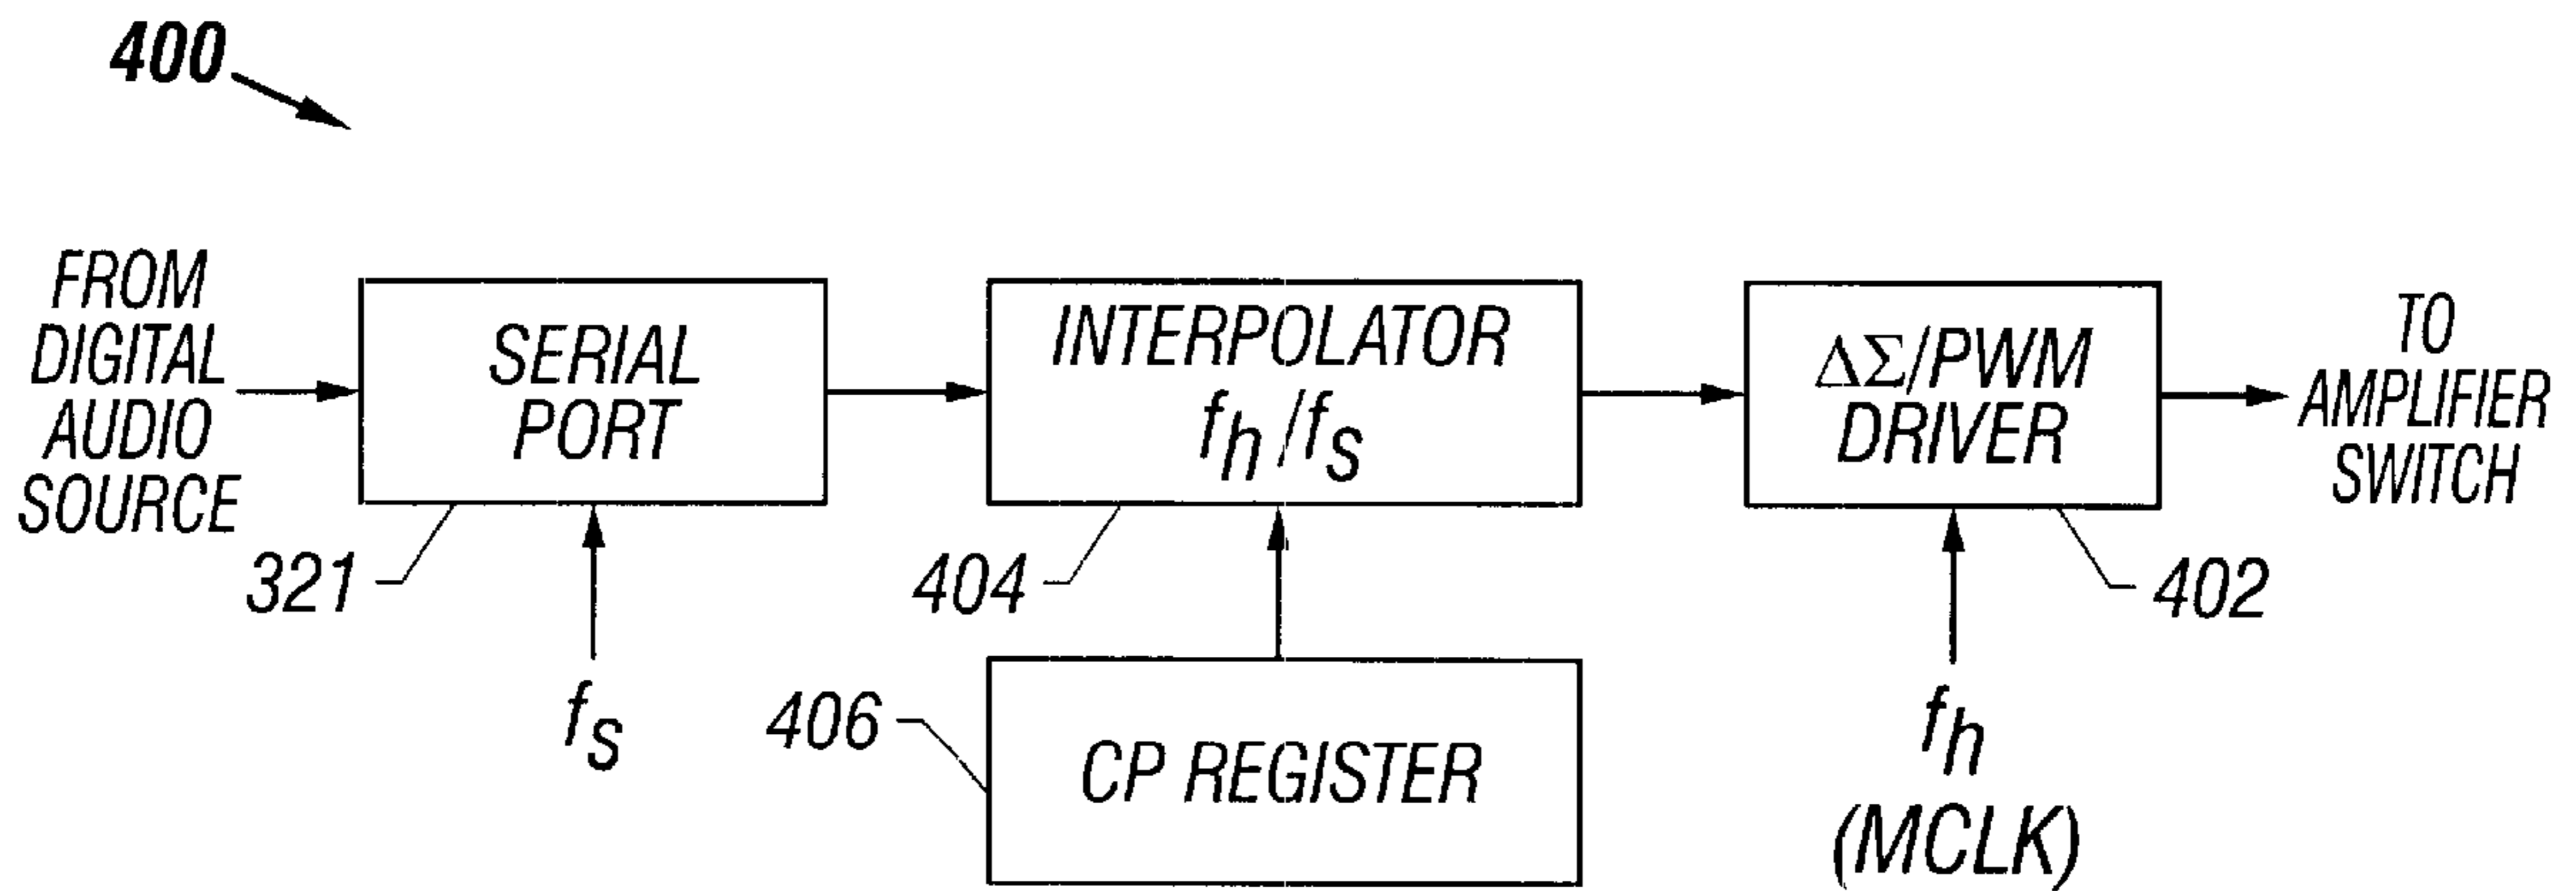 400
FROM
DIGITAL
AUDIO
SOURCE
SERIAL
PORT
INTERPOLATOR
fh/fs
ΔΣ/PWM
DRIVER
TO
AMPLIFIER
SWITCH
321
404
402
fs
406
CP REGISTER
fh
(MCLK)